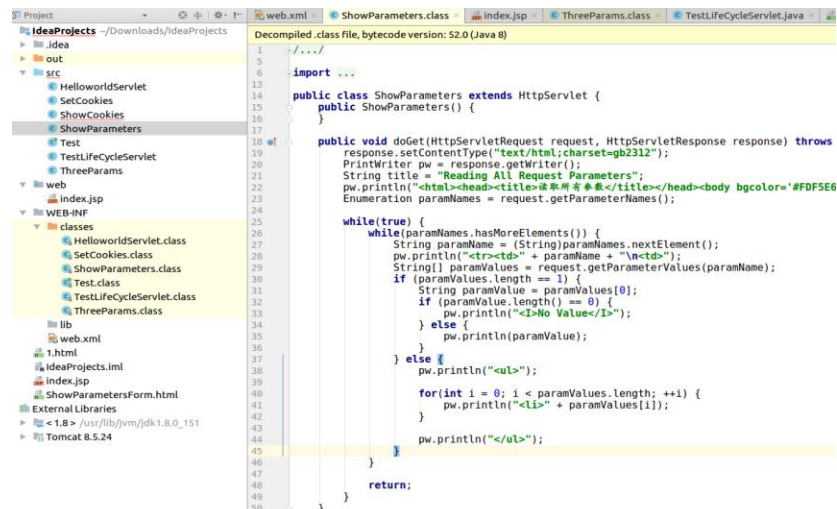 Project
IdeaProjects ~/Downloads/IdeaProjects
.idea
out
src
HelloworldServlet
SetCookies
ShowCookies
ShowParameters
Test
TestLifeCycleServlet
ThreeParams
web
index.jsp
WEB-INF
classes
HelloworldServlet.class
SetCookies.class
ShowParameters.class
Test.class
TestLifeCycleServlet.class
ThreeParams.class
lib
web.xml
1.html
IdeaProjects.iml
index.jsp
ShowParametersForm.html
External Libraries
< 1.8 > /usr/lib/jvm/jdk1.8.0_151
Tomcat 8.5.24
web.xml ShowParameters.class index.jsp ThreeParams.class TestLifeCycleServlet.java
Decompiled .class file, bytecode version: 52.0 (Java 8)
1 /.../
5
6 import ...
13
14 public class ShowParameters extends HttpServlet {
15 public ShowParameters() {
16 }
17
18 public void doGet(HttpServletRequest request, HttpServletResponse response) throws
19 response.setContentType("text/html;charset=gb2312");
20 PrintWriter pw = response.getWriter();
21 String title = "Reading All Request Parameters";
22 pw.println("<html><head><title>读取所有参数</title></head><body bgcolor='#FDF5E6
23 Enumeration paramNames = request.getParameterNames();
24
25 while(true) {
26 while(paramNames.hasMoreElements()) {
27 String paramName = (String)paramNames.nextElement();
28 pw.println("<tr><td>" + paramName + "\n<td>");
29 String[] paramValues = request.getParameterValues(paramName);
30 if (paramValues.length == 1) {
31 String paramValue = paramValues[0];
32 if (paramValue.length() == 0) {
33 pw.println("<I>No Value</I>");
34 } else {
35 pw.println(paramValue);
36 }
37 } else {
38 pw.println("<ul>");
39
40 for(int i = 0; i < paramValues.length; ++i) {
41 pw.println("<li>" + paramValues[i]);
42 }
43
44 pw.println("</ul>");
45 }
46 }
47
48 return;
49 }
50 }